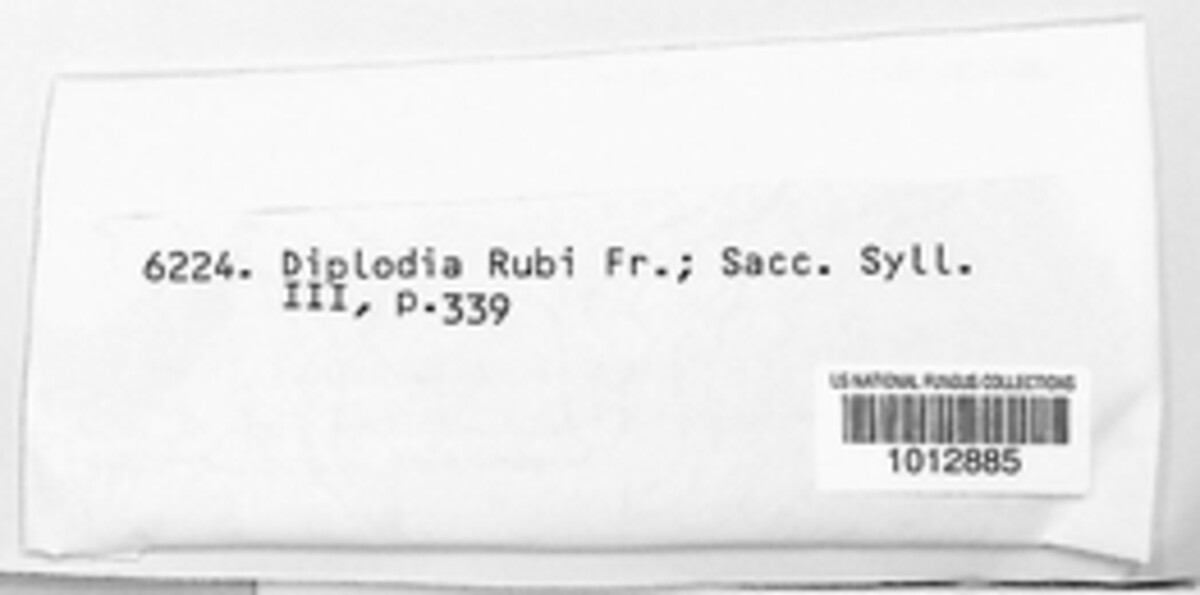 6224. Diplodia Rubi Fr.; Sacc. Syll.
III, p.339
US NATIONAL FUNGUS COLLECTIONS
1012885